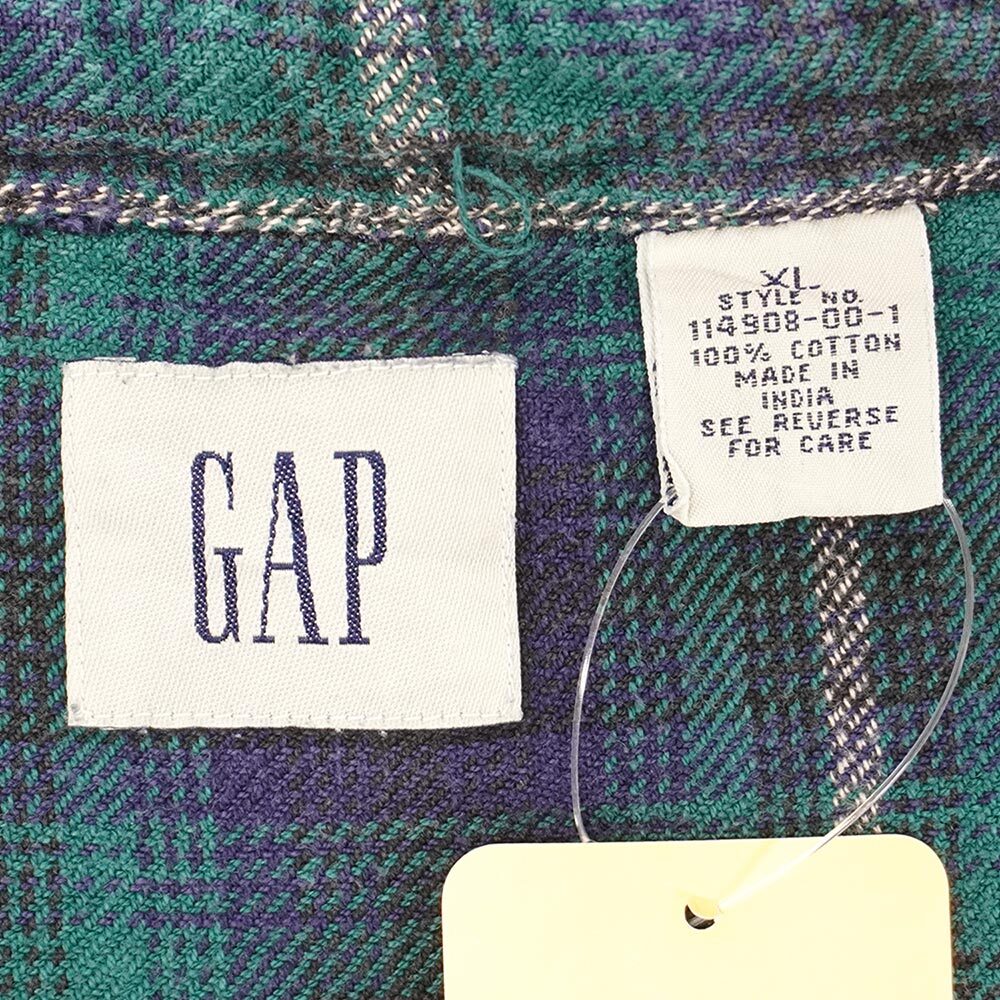 GAP
XL
STYLE NO.
114908-00-1
100% COTTON
MADE IN
INDIA
SEE REVERSE
FOR CARE